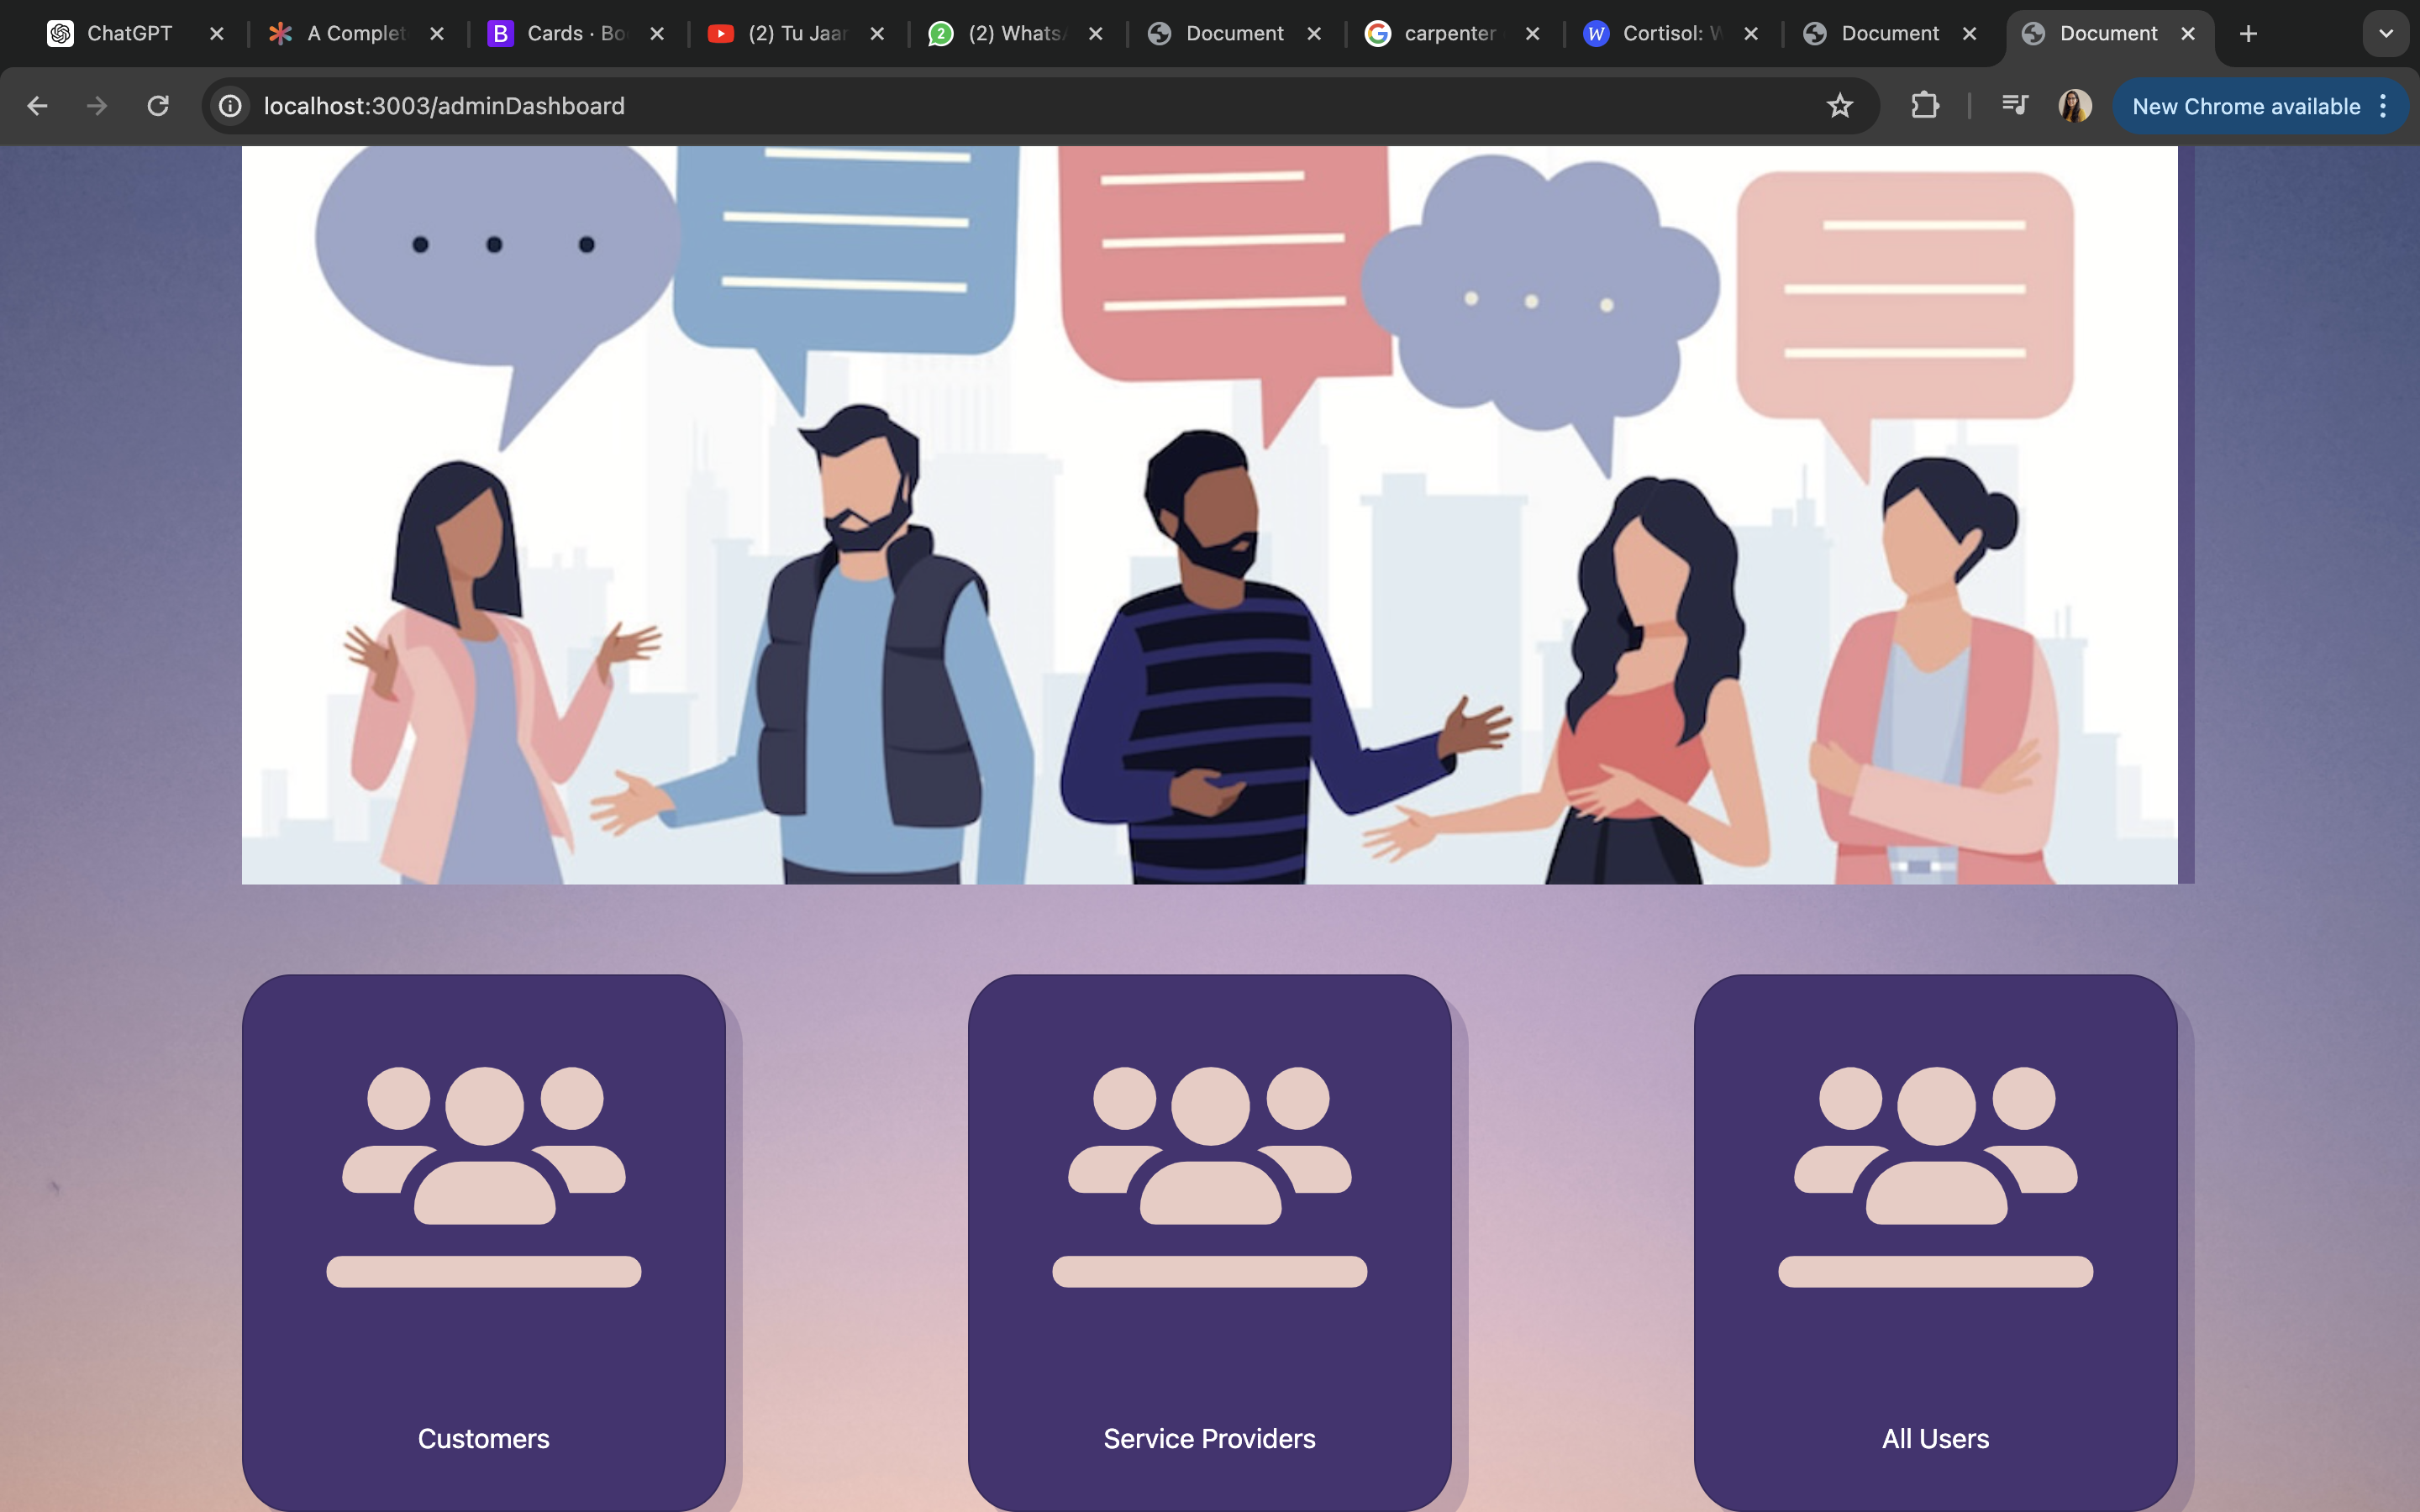 ChatGPT
A Complet
Cards · Bo
(2) Tu Jaar
2
(2) Whats
Document
carpenter
Cortisol: W
Document
Document
localhost:3003/adminDashboard
New Chrome available
Customers
Service Providers
All Users